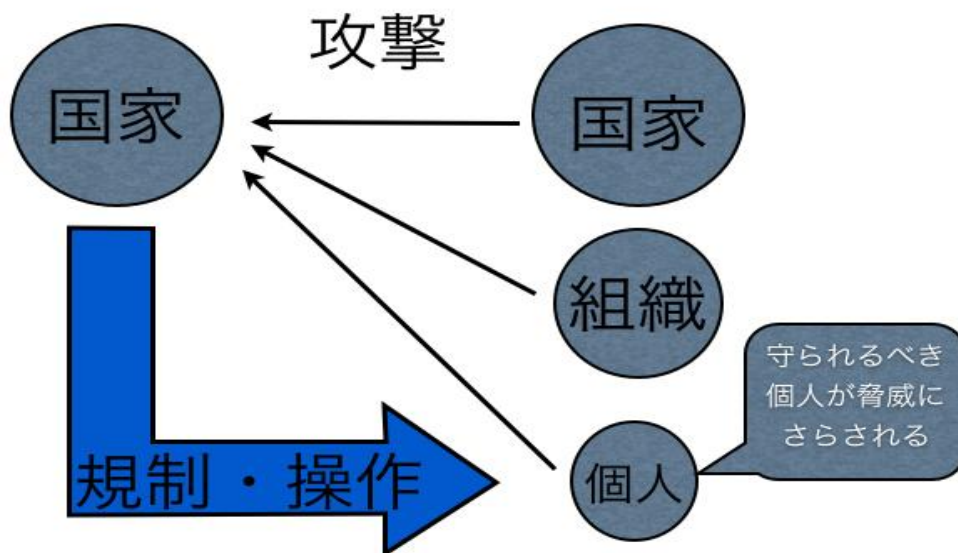 攻撃
国家
国家
組織
守られるべき
個人が脅威に
さらされる
規制・操作
個人